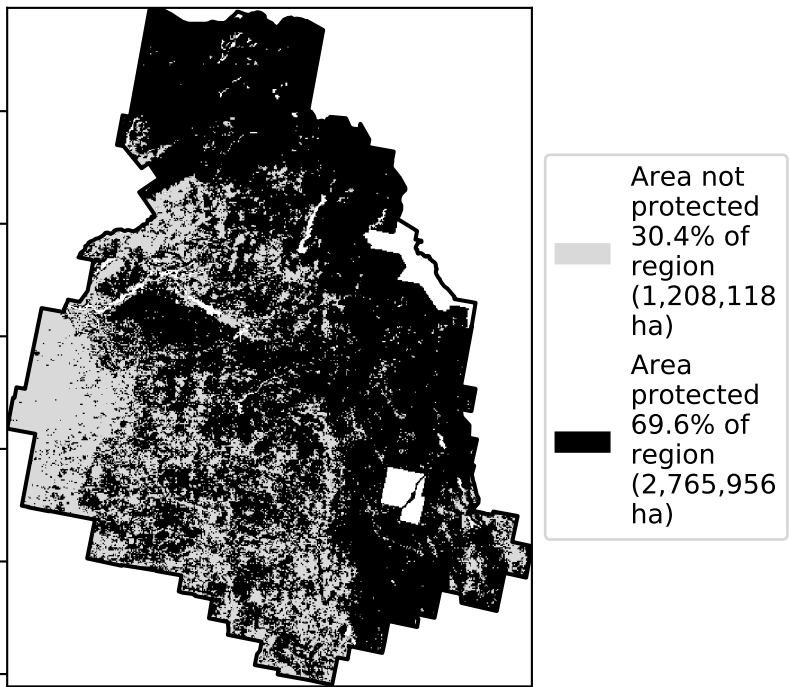 Area not
protected
30.4% of
region
(1,208,118
ha)
Area
protected
69.6% of
region
(2,765,956
ha)